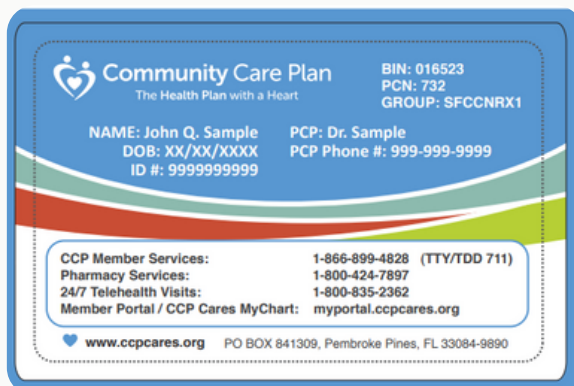 Community Care Plan
The Health Plan with a Heart
BIN: 016523
PCN: 732
GROUP: SFCCNRX1
NAME: John Q. Sample PCP: Dr. Sample
DOB: XX/XX/XXXX PCP Phone #: 999-999-9999
ID #: 9999999999
CCP Member Services: 1-866-899-4828 (TTY/TDD 711)
Pharmacy Services: 1-800-424-7897
24/7 Telehealth Visits: 1-800-835-2362
Member Portal / CCP Cares MyChart: myportal.ccpcares.org
www.ccpcares.org PO BOX 841309, Pembroke Pines, FL 33084-9890